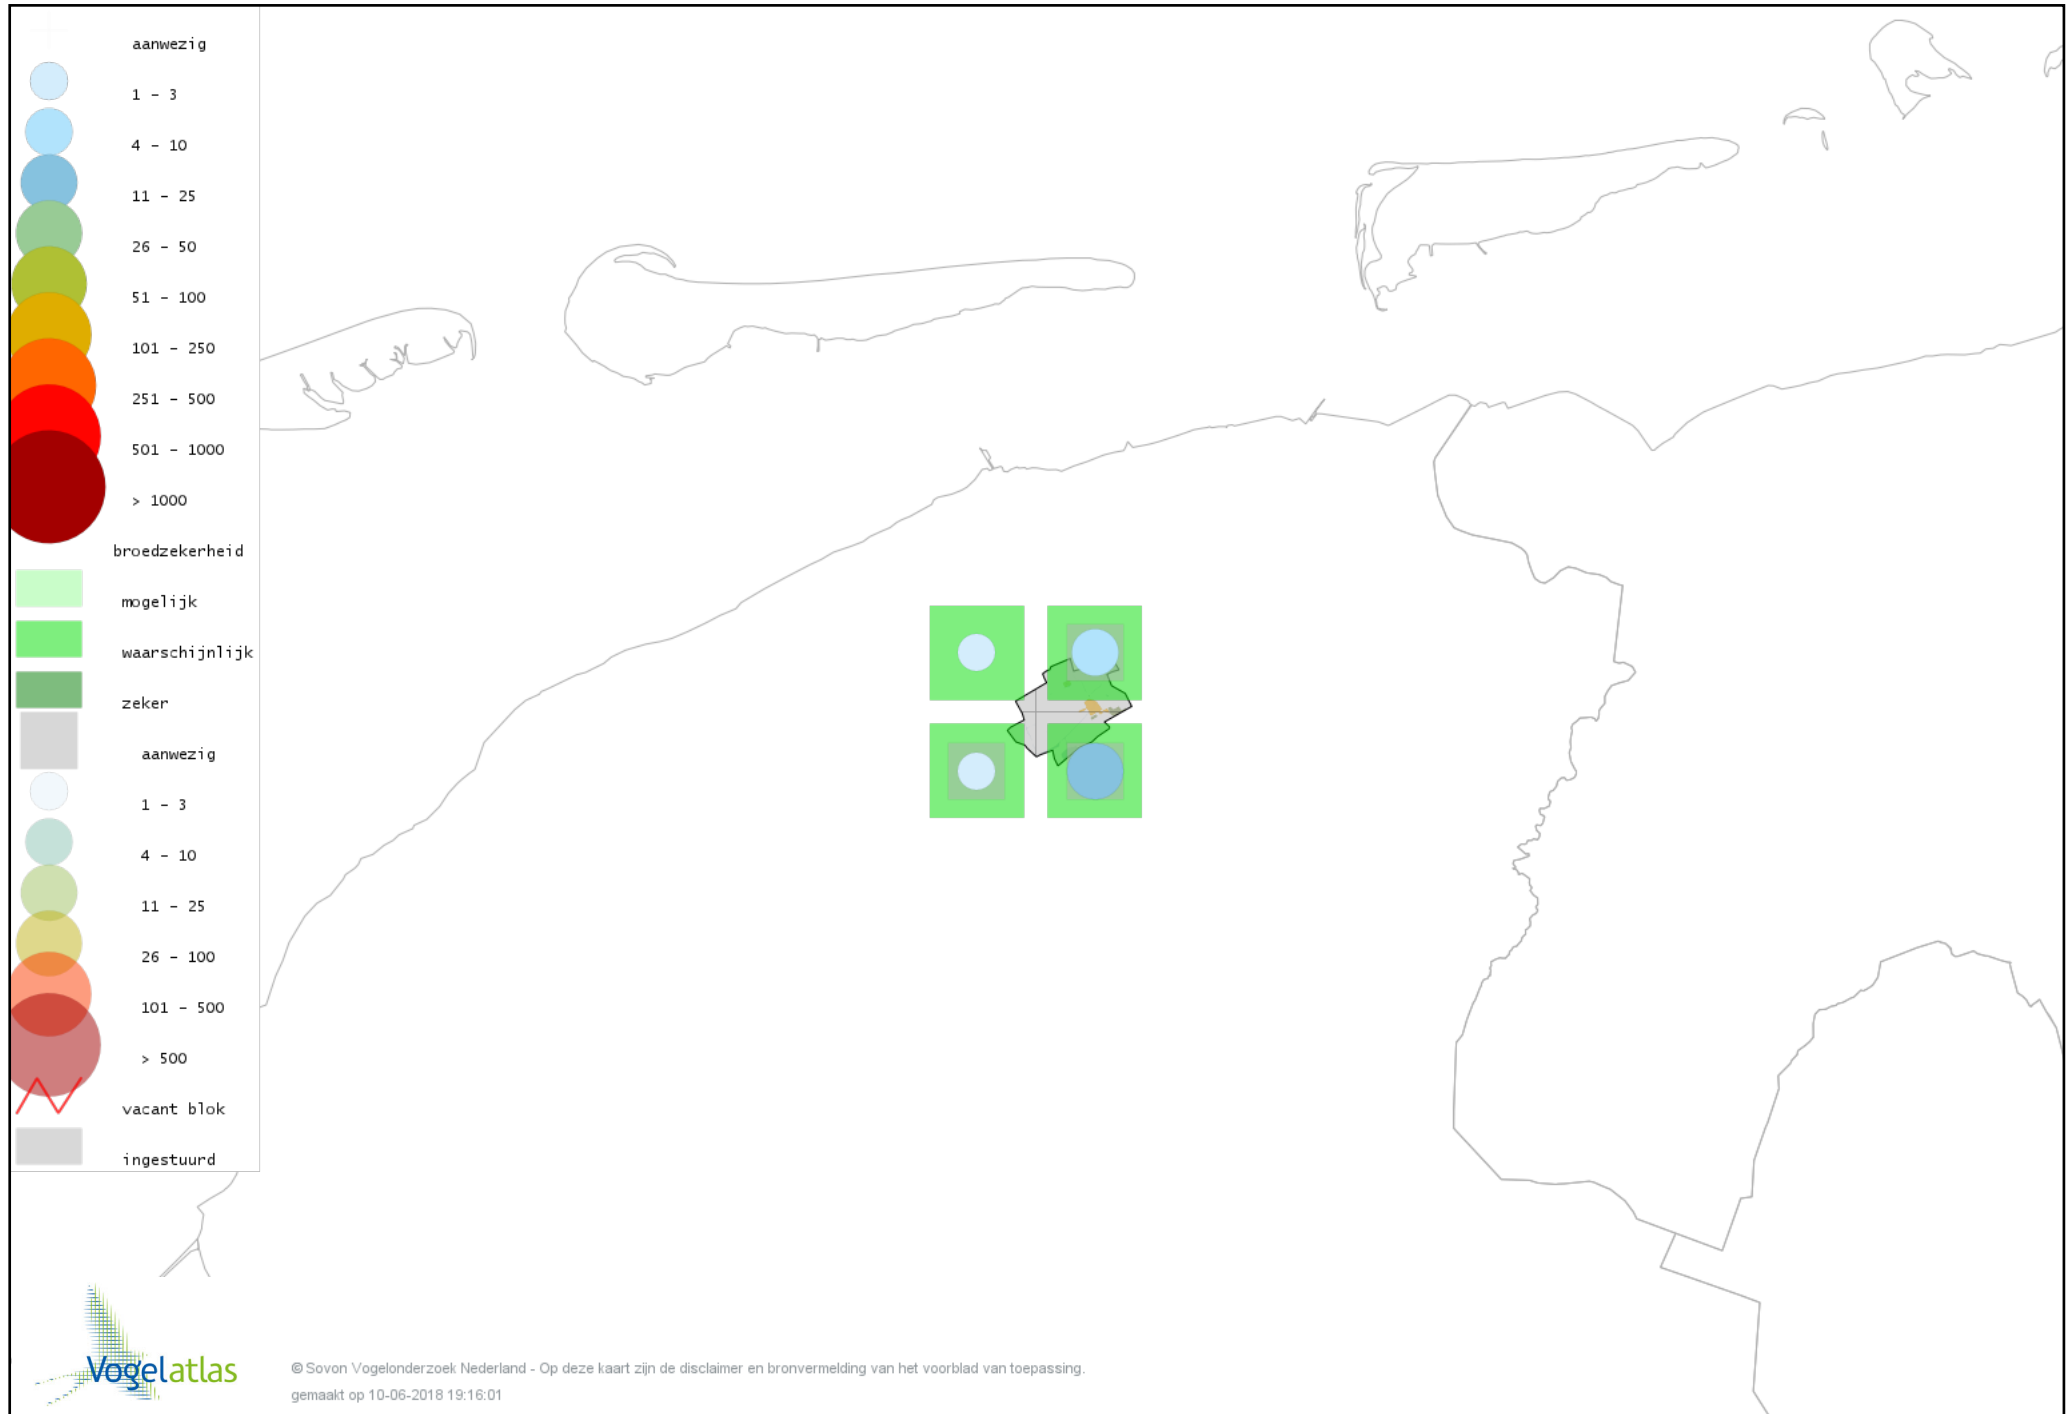 aanwezig
1 - 3
4 - 10
11 - 25
26 - 50
51 - 100
101 - 250
251 - 500
501 - 1000
> 1000
broedzekerheid
mogelijk
waarschijnlijk
zeker
aanwezig
1 - 3
4 - 10
11 - 25
26 - 100
101 - 500
> 500
vacant blok
ingestuurd
Vogelatlas
© Sovon Vogelonderzoek Nederland - Op deze kaart zijn de disclaimer en bronvermelding van het voorblad van toepassing.
gemaakt op 10-06-2018 19:16:01